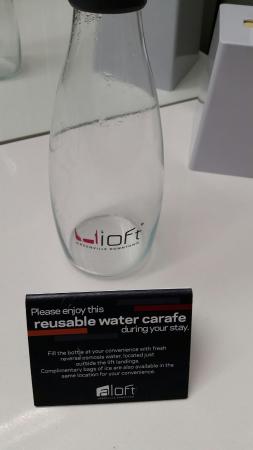 aloft
GREENVILLE DOWNTOWN
Please enjoy this
reusable water carafe
during your stay.
Fill the bottle at your convenience with fresh
reverse osmosis water, located just
outside the lift landings.
Complimentary bags of ice are also available in the
same location for your convenience.
aloft